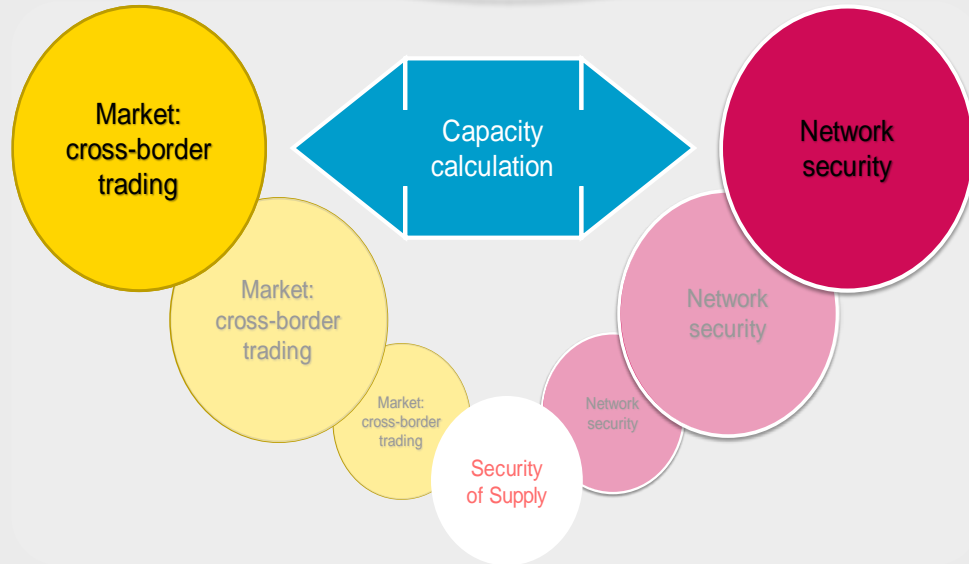 Market:
cross-border
trading
Capacity
calculation
Network
security
Market:
cross-border
trading
Network
security
Market:
cross-border
trading
Network
security
Security
of Supply